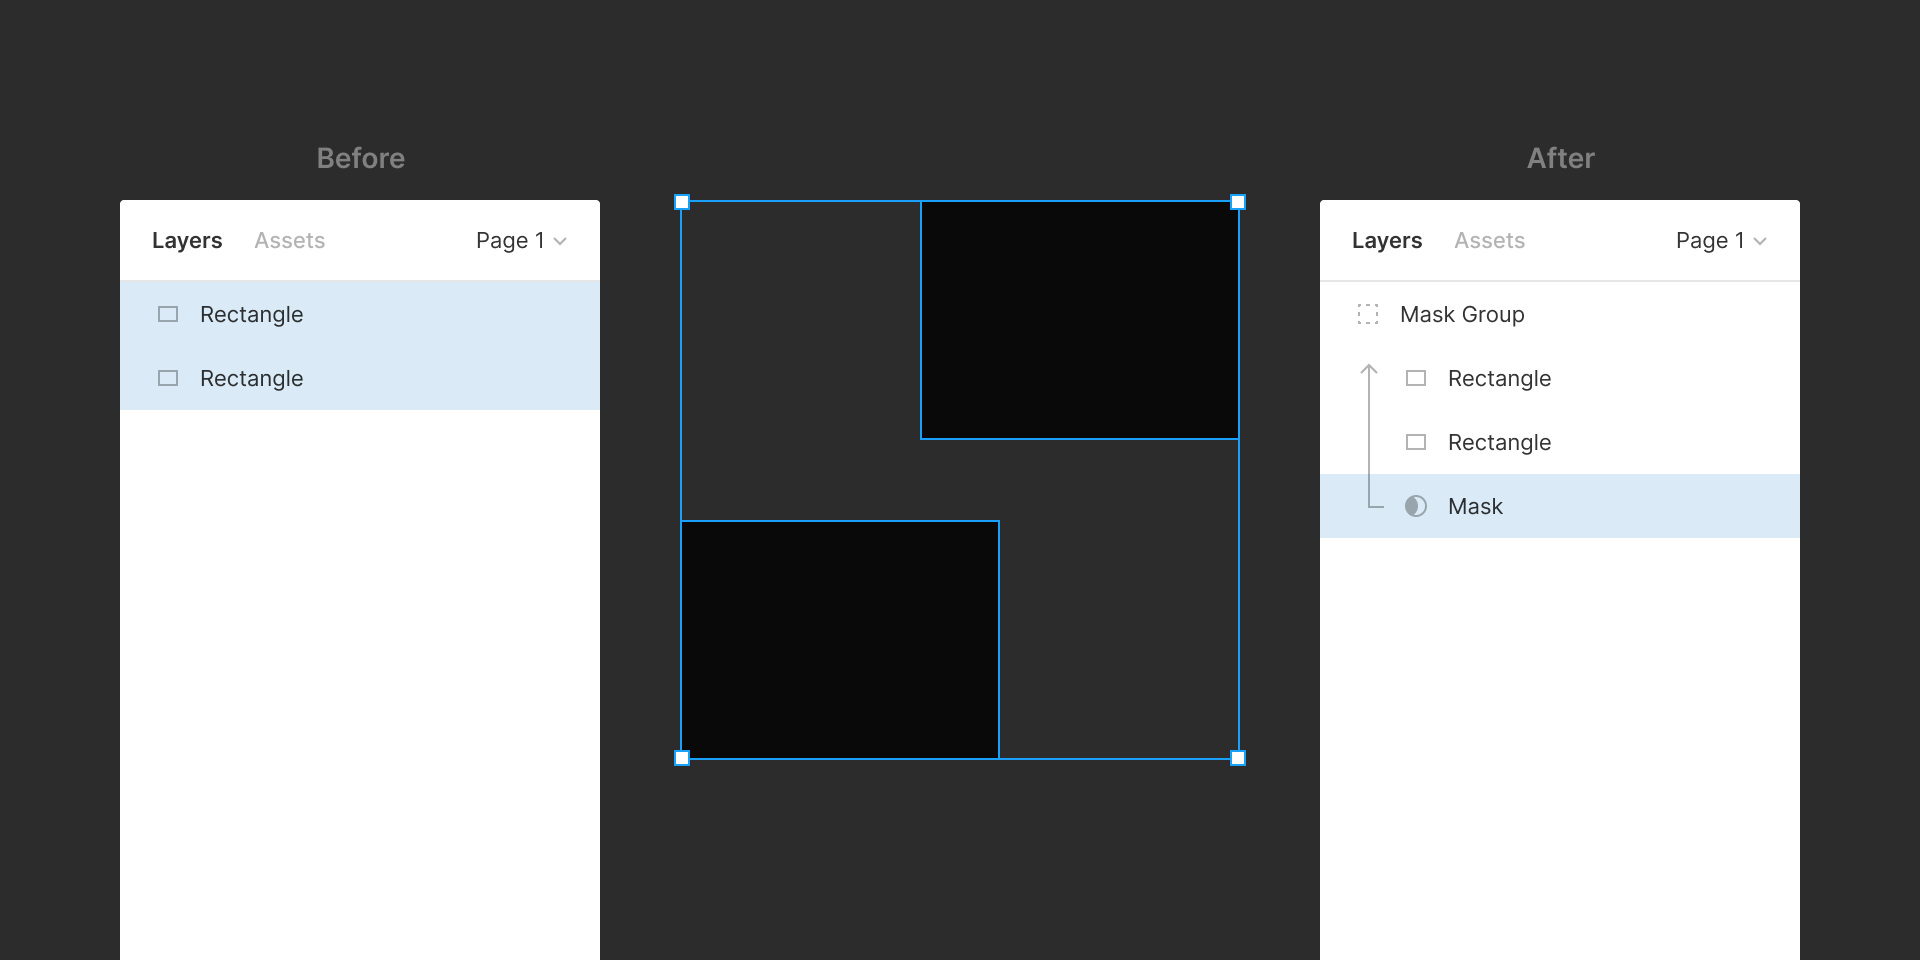 Before
Layers Assets Page 1
Rectangle
Rectangle
After
Layers Assets Page 1
Mask Group
Rectangle
Rectangle
Mask